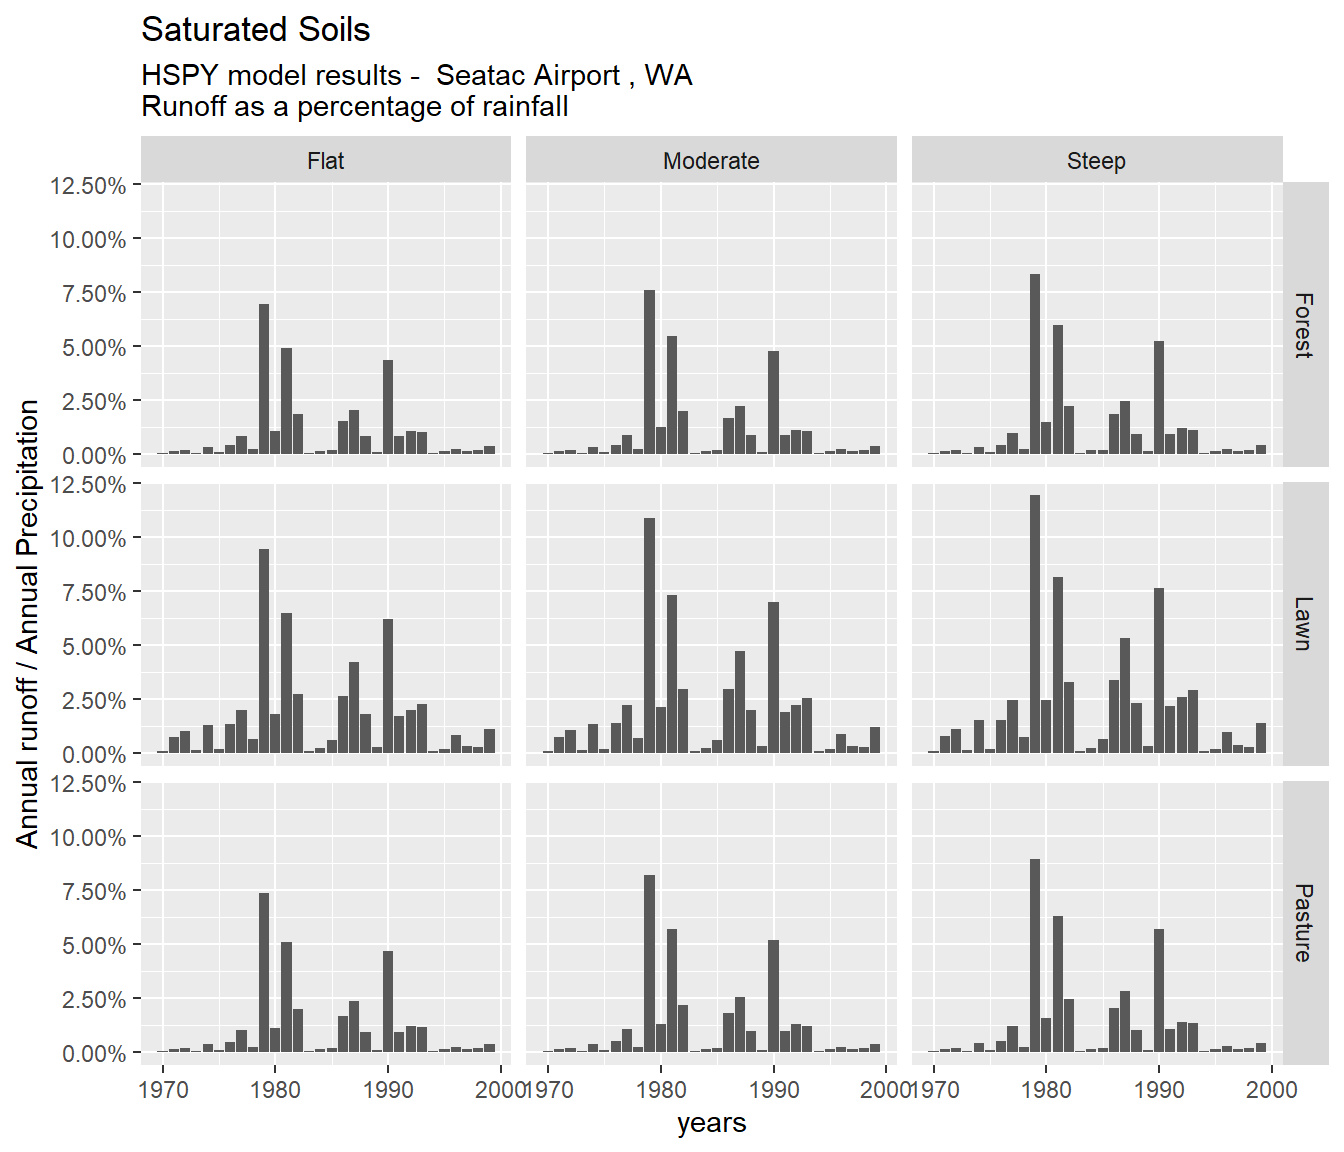 Saturated Soils
HSPY model results -  Seatac Airport , WA
Runoff as a percentage of rainfall
Flat
Moderate
Steep
12.50%
10.00%
7.50%
5.00%
2.50%
0.00%
Forest
12.50%
10.00%
7.50%
5.00%
2.50%
0.00%
Lawn
12.50%
10.00%
7.50%
5.00%
2.50%
0.00%
Pasture
Annual runoff / Annual Precipitation
1970 1980 1990 2000
1970 1980 1990 2000
1970 1980 1990 2000
years